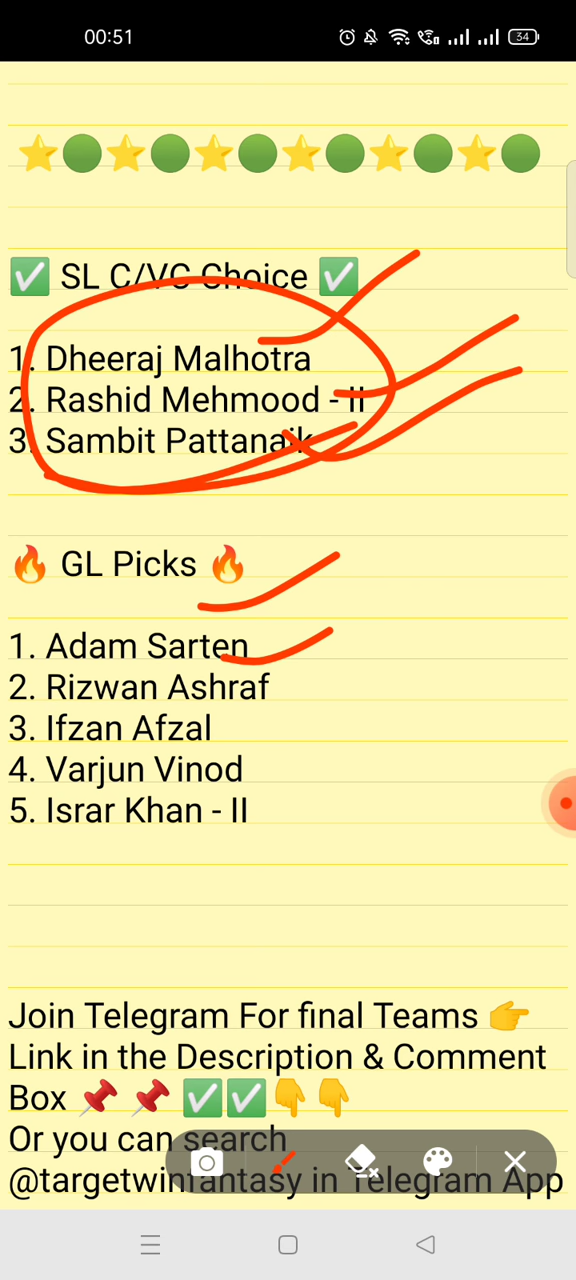 00:51
34
✅ SL C/VC Choice ✅
1. Dheeraj Malhotra
2. Rashid Mehmood - II
3. Sambit Pattanaik
🔥 GL Picks 🔥
1. Adam Sarten
2. Rizwan Ashraf
3. Ifzan Afzal
4. Varjun Vinod
5. Israr Khan - II
Join Telegram For final Teams 👉
Link in the Description & Comment
Box 📌 📌 ✅✅👇👇
Or you can search
@targetwinfantasy in Telegram App